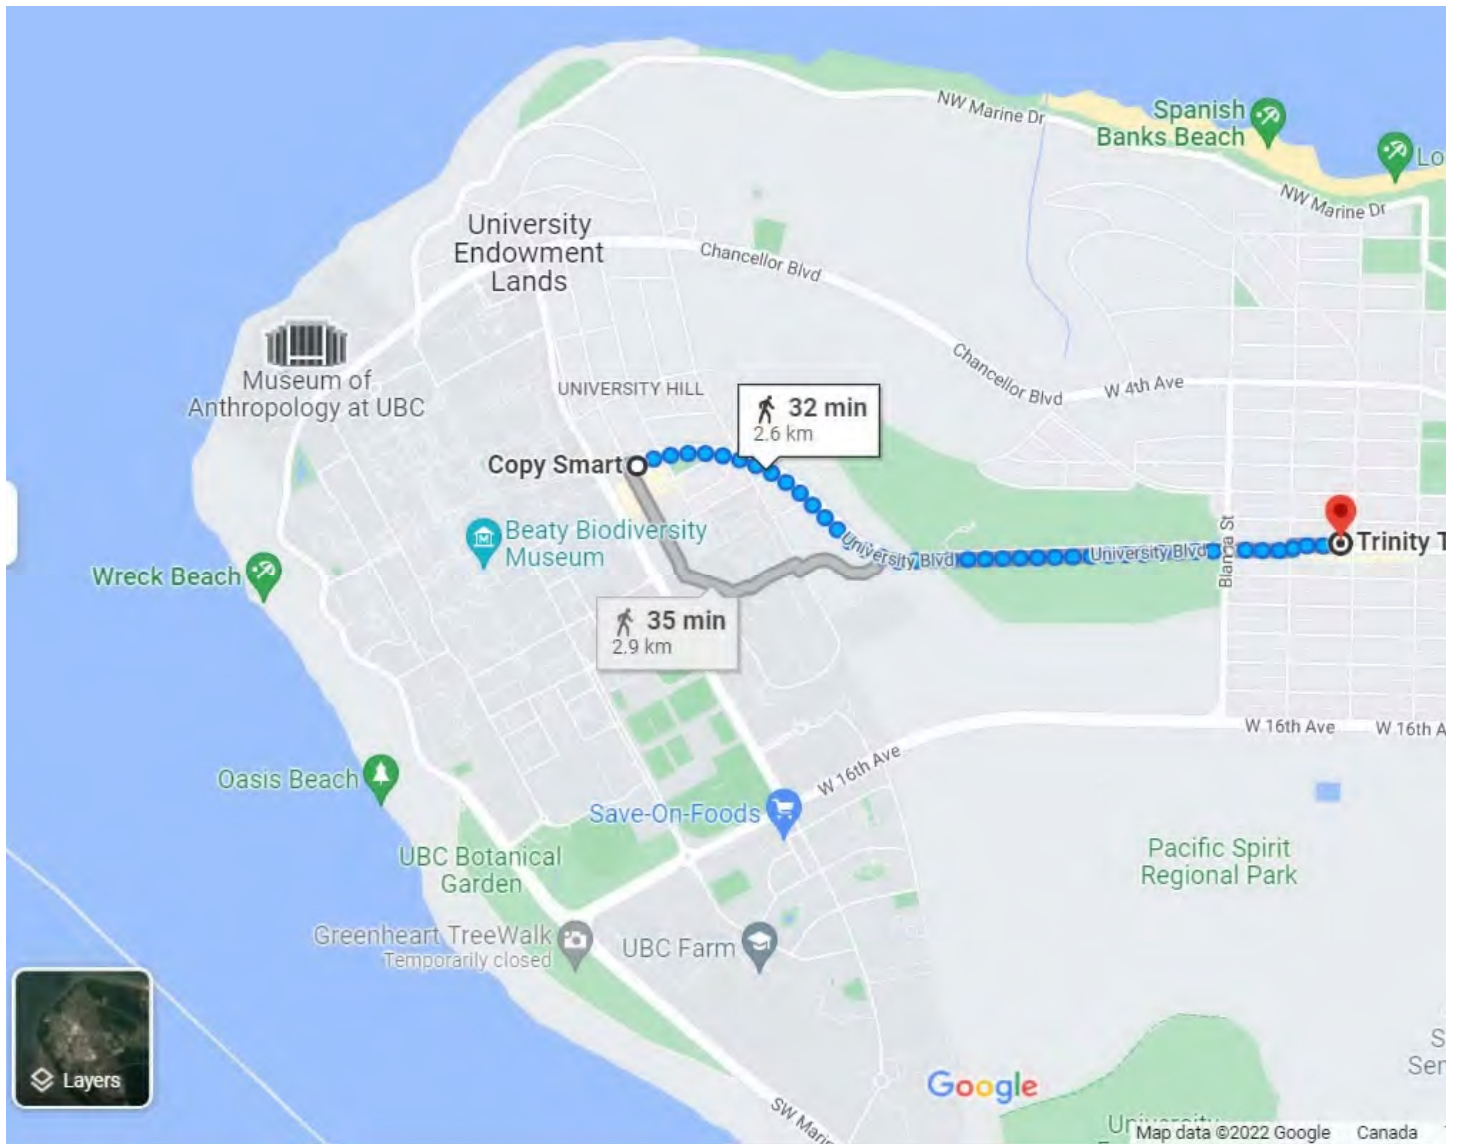 NW Marine Dr
Spanish
Banks Beach
Lo
NW Marine Dr
University
Endowment
Lands
Chancellor Blvd
Museum of
Anthropology at UBC
Chancellor Blvd
W 4th Ave
UNIVERSITY HILL
32 min
2.6 km
Copy Smart
Beaty Biodiversity
Museum
University Blvd
University Blvd
Blanca St
Trinity T
Wreck Beach
35 min
2.9 km
W 16th Ave
W 16th A
W 16th Ave
Oasis Beach
Save-On-Foods
UBC Botanical
Garden
Pacific Spirit
Regional Park
Greenheart TreeWalk
Temporarily closed
UBC Farm
S
Ser
Layers
Google
SW Marin
University
Map data ©2022 Google Canada